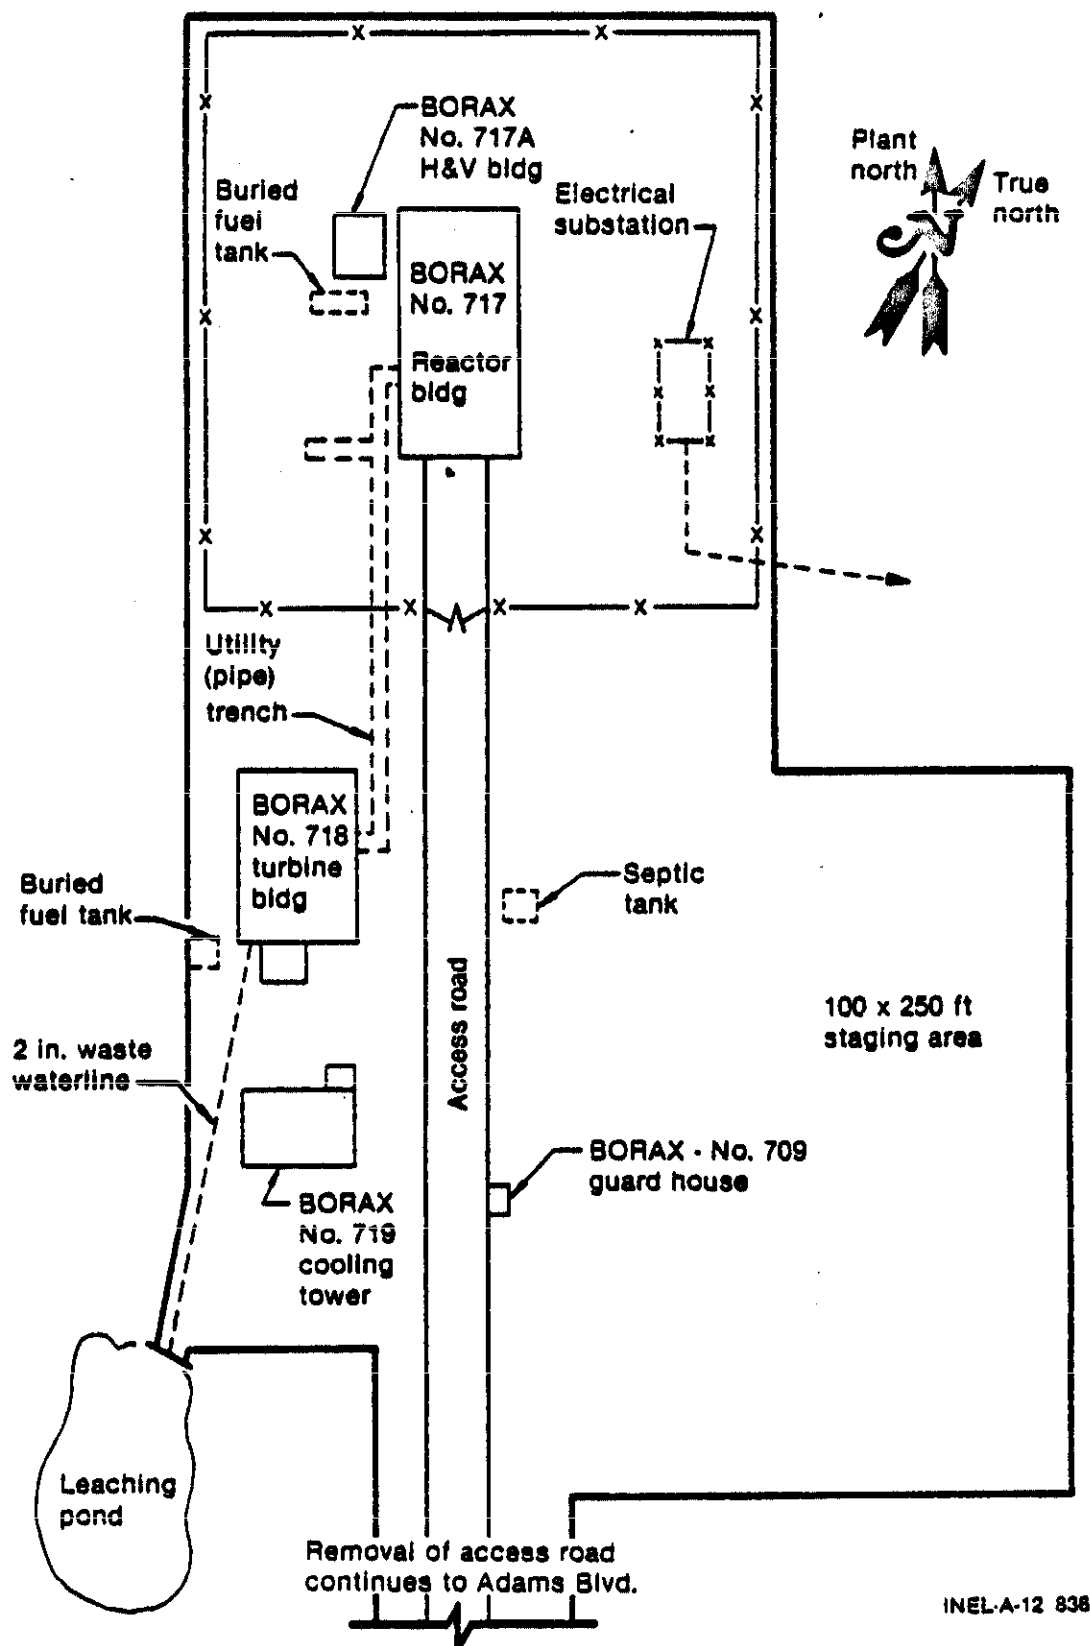 BORAX
No. 717A
H&V bldg
Buried
fuel
tank
Electrical
substation
Plant
north
True
north
N
BORAX
No. 717
Reactor
bldg
Utility
(pipe)
trench
BORAX
No. 718
turbine
bldg
Buried
fuel tank
Septic
tank
Access road
100 x 250 ft
staging area
2 in. waste
waterline
BORAX - No. 709
guard house
BORAX
No. 719
cooling
tower
Leaching
pond
Removal of access road
continues to Adams Blvd.
INEL-A-12 836